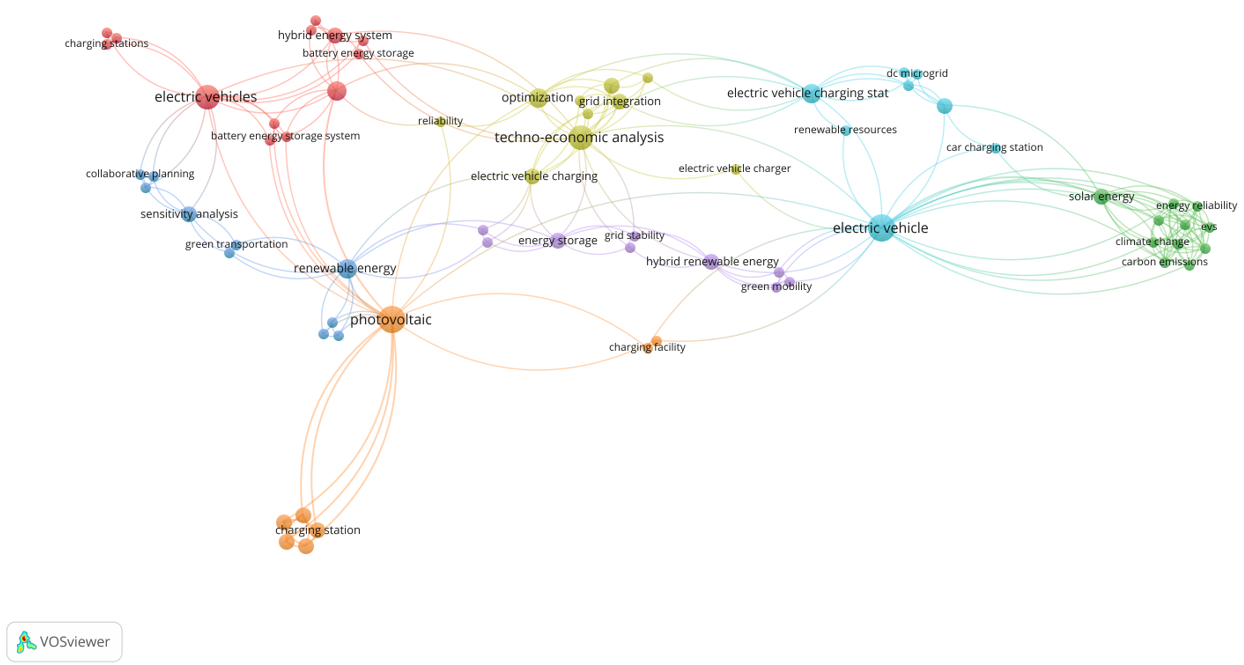 charging stations
hybrid energy system
battery energy storage
electric vehicles
battery energy storage system
optimization
grid integration
reliability
techno-economic analysis
electric vehicle charging
electric vehicle charging stat
dc microgrid
renewable resources
car charging station
electric vehicle charger
collaborative planning
sensitivity analysis
green transportation
renewable energy
energy storage
grid stability
hybrid renewable energy
green mobility
electric vehicle
solar energy
energy reliability
evs
climate change
carbon emissions
photovoltaic
charging facility
charging station
VOSviewer